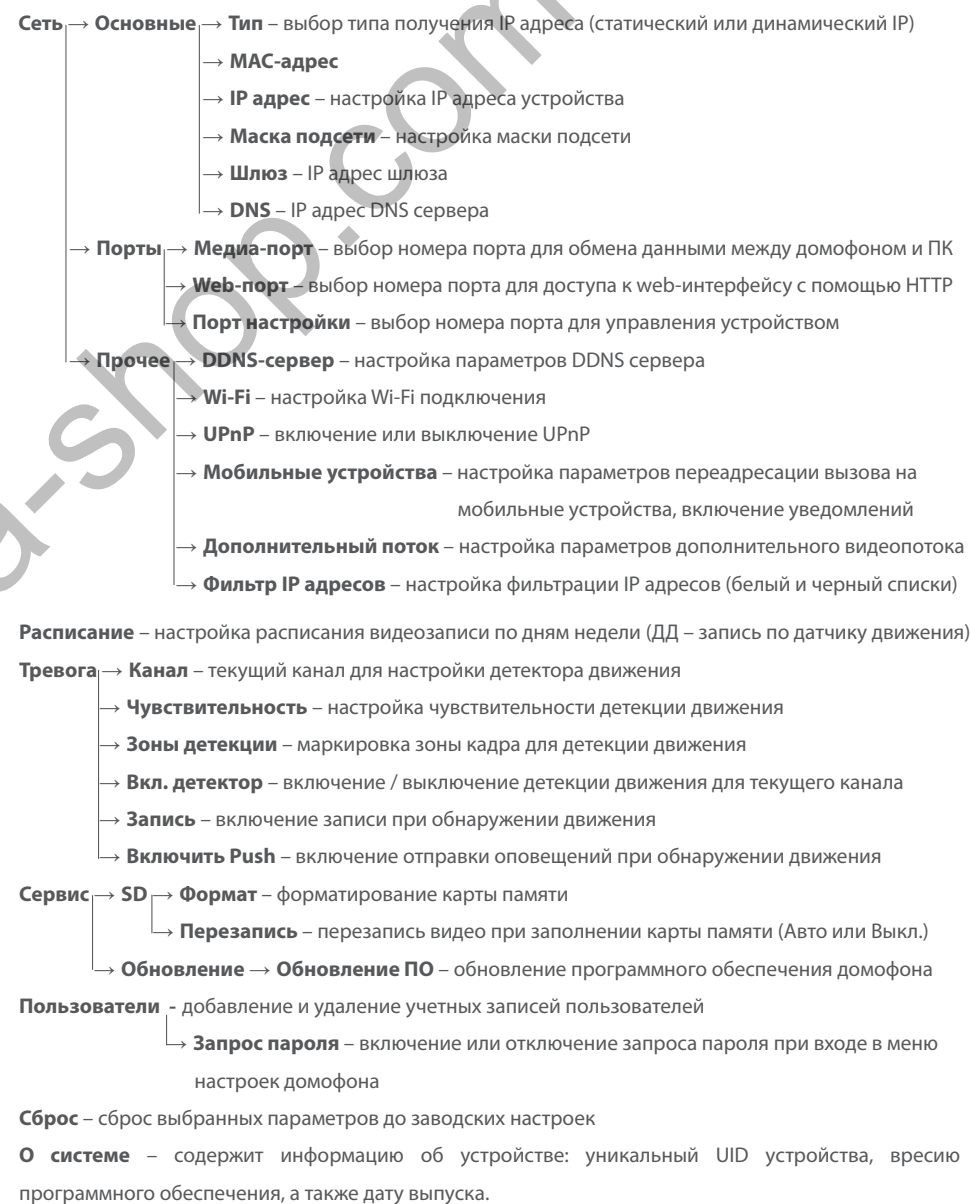 Сеть → Основные → Тип – выбор типа получения IP адреса (статический или динамический IP)
→ MAC-адрес
→ IP адрес – настройка IP адреса устройства
→ Маска подсети – настройка маски подсети
→ Шлюз – IP адрес шлюза
→ DNS – IP адрес DNS сервера
→ Порты → Медиа-порт – выбор номера порта для обмена данными между домофоном и ПК
→ Web-порт – выбор номера порта для доступа к web-интерфейсу с помощью HTTP
→ Порт настройки – выбор номера порта для управления устройством
→ Прочее → DDNS-сервер – настройка параметров DDNS сервера
→ Wi-Fi – настройка Wi-Fi подключения
→ UPnP – включение или выключение UPnP
→ Мобильные устройства – настройка параметров переадресации вызова на
мобильные устройства, включение уведомлений
→ Дополнительный поток – настройка параметров дополнительного видеопотока
→ Фильтр IP адресов – настройка фильтрации IP адресов (белый и черный списки)
Расписание – настройка расписания видеозаписи по дням недели (ДД – запись по датчику движения)
Тревога → Канал – текущий канал для настройки детектора движения
→ Чувствительность – настройка чувствительности детекции движения
→ Зоны детекции – маркировка зоны кадра для детекции движения
→ Вкл. детектор – включение / выключение детекции движения для текущего канала
→ Запись – включение записи при обнаружении движения
→ Включить Push – включение отправки оповещений при обнаружении движения
Сервис → SD → Формат – форматирование карты памяти
→ Перезапись – перезапись видео при заполнении карты памяти (Авто или Выкл.)
→ Обновление → Обновление ПО – обновление программного обеспечения домофона
Пользователи - добавление и удаление учетных записей пользователей
→ Запрос пароля – включение или отключение запроса пароля при входе в меню
настроек домофона
Сброс – сброс выбранных параметров до заводских настроек
О системе – содержит информацию об устройстве: уникальный UID устройства, вресию
программного обеспечения, а также дату выпуска.
a-shop.com